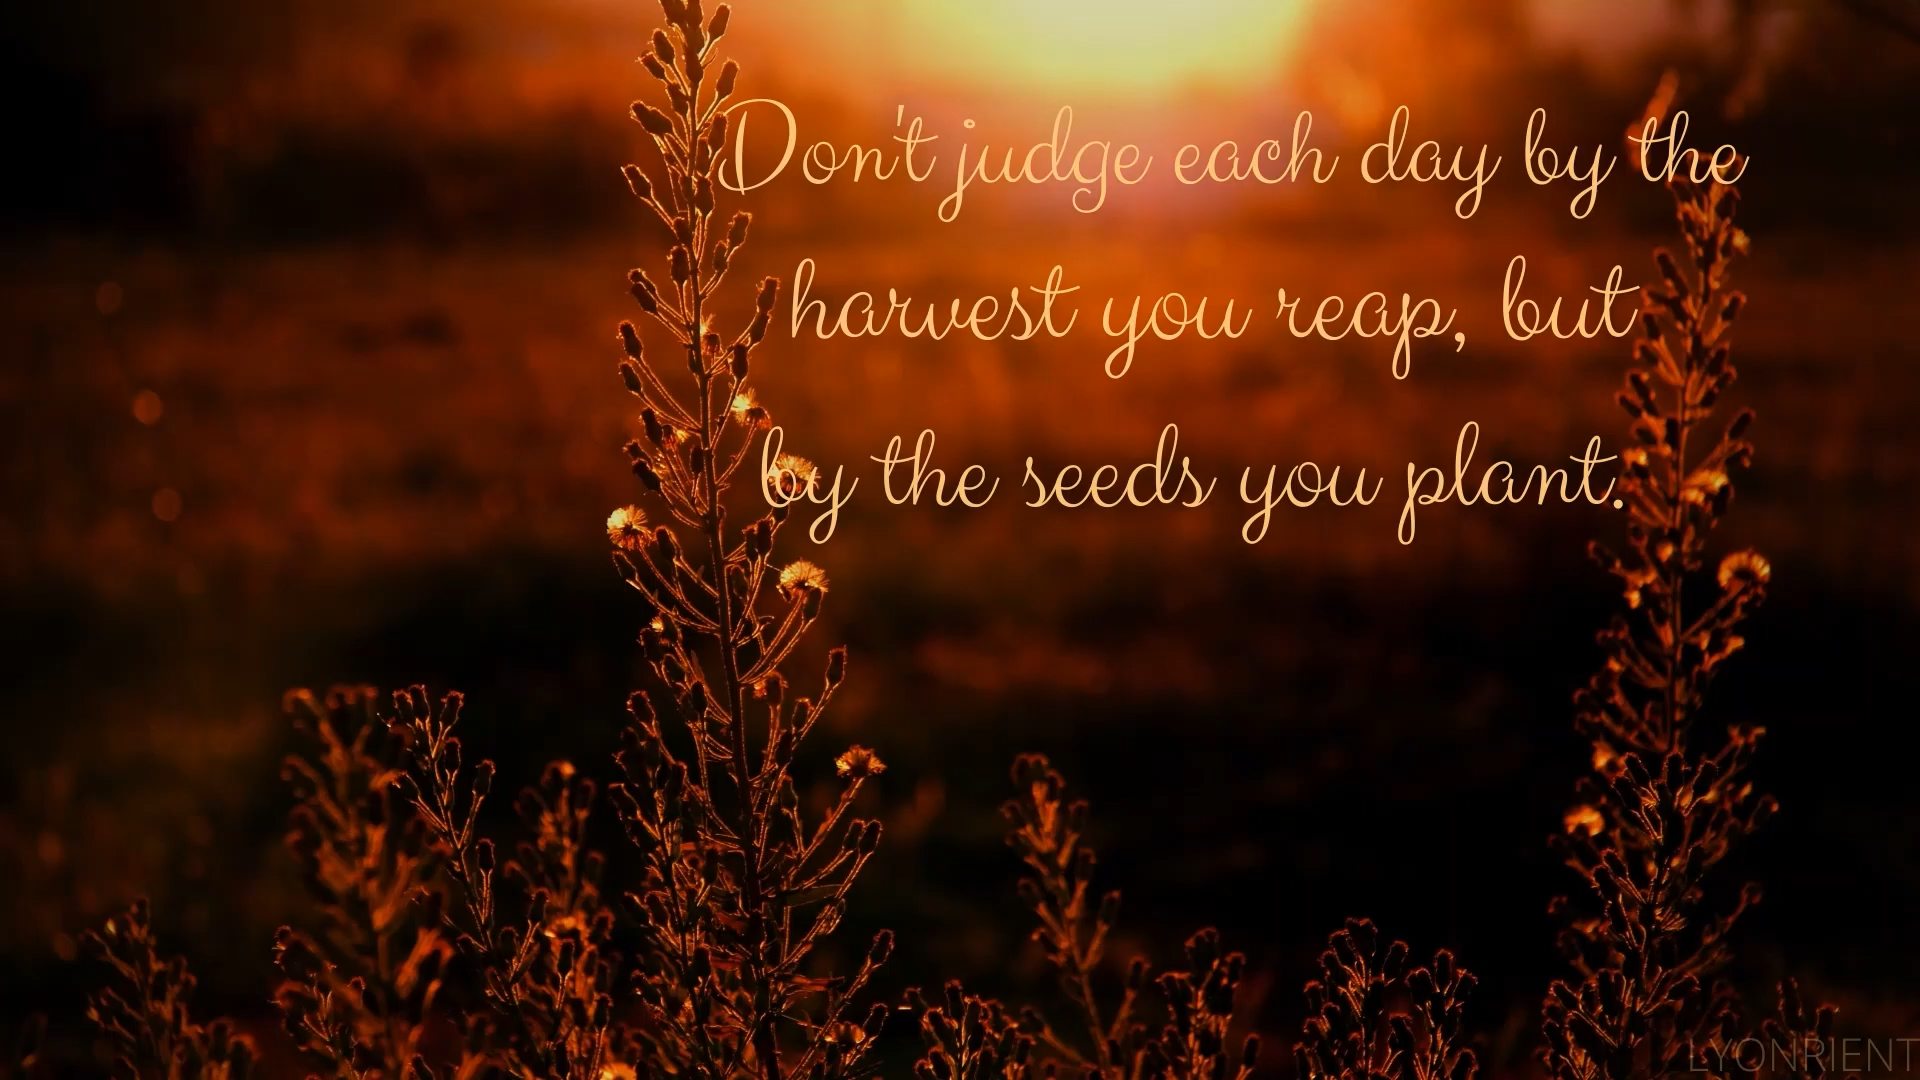 Don't judge each day by the
harvest you reap, but
by the seeds you plant.
LYONRIENT